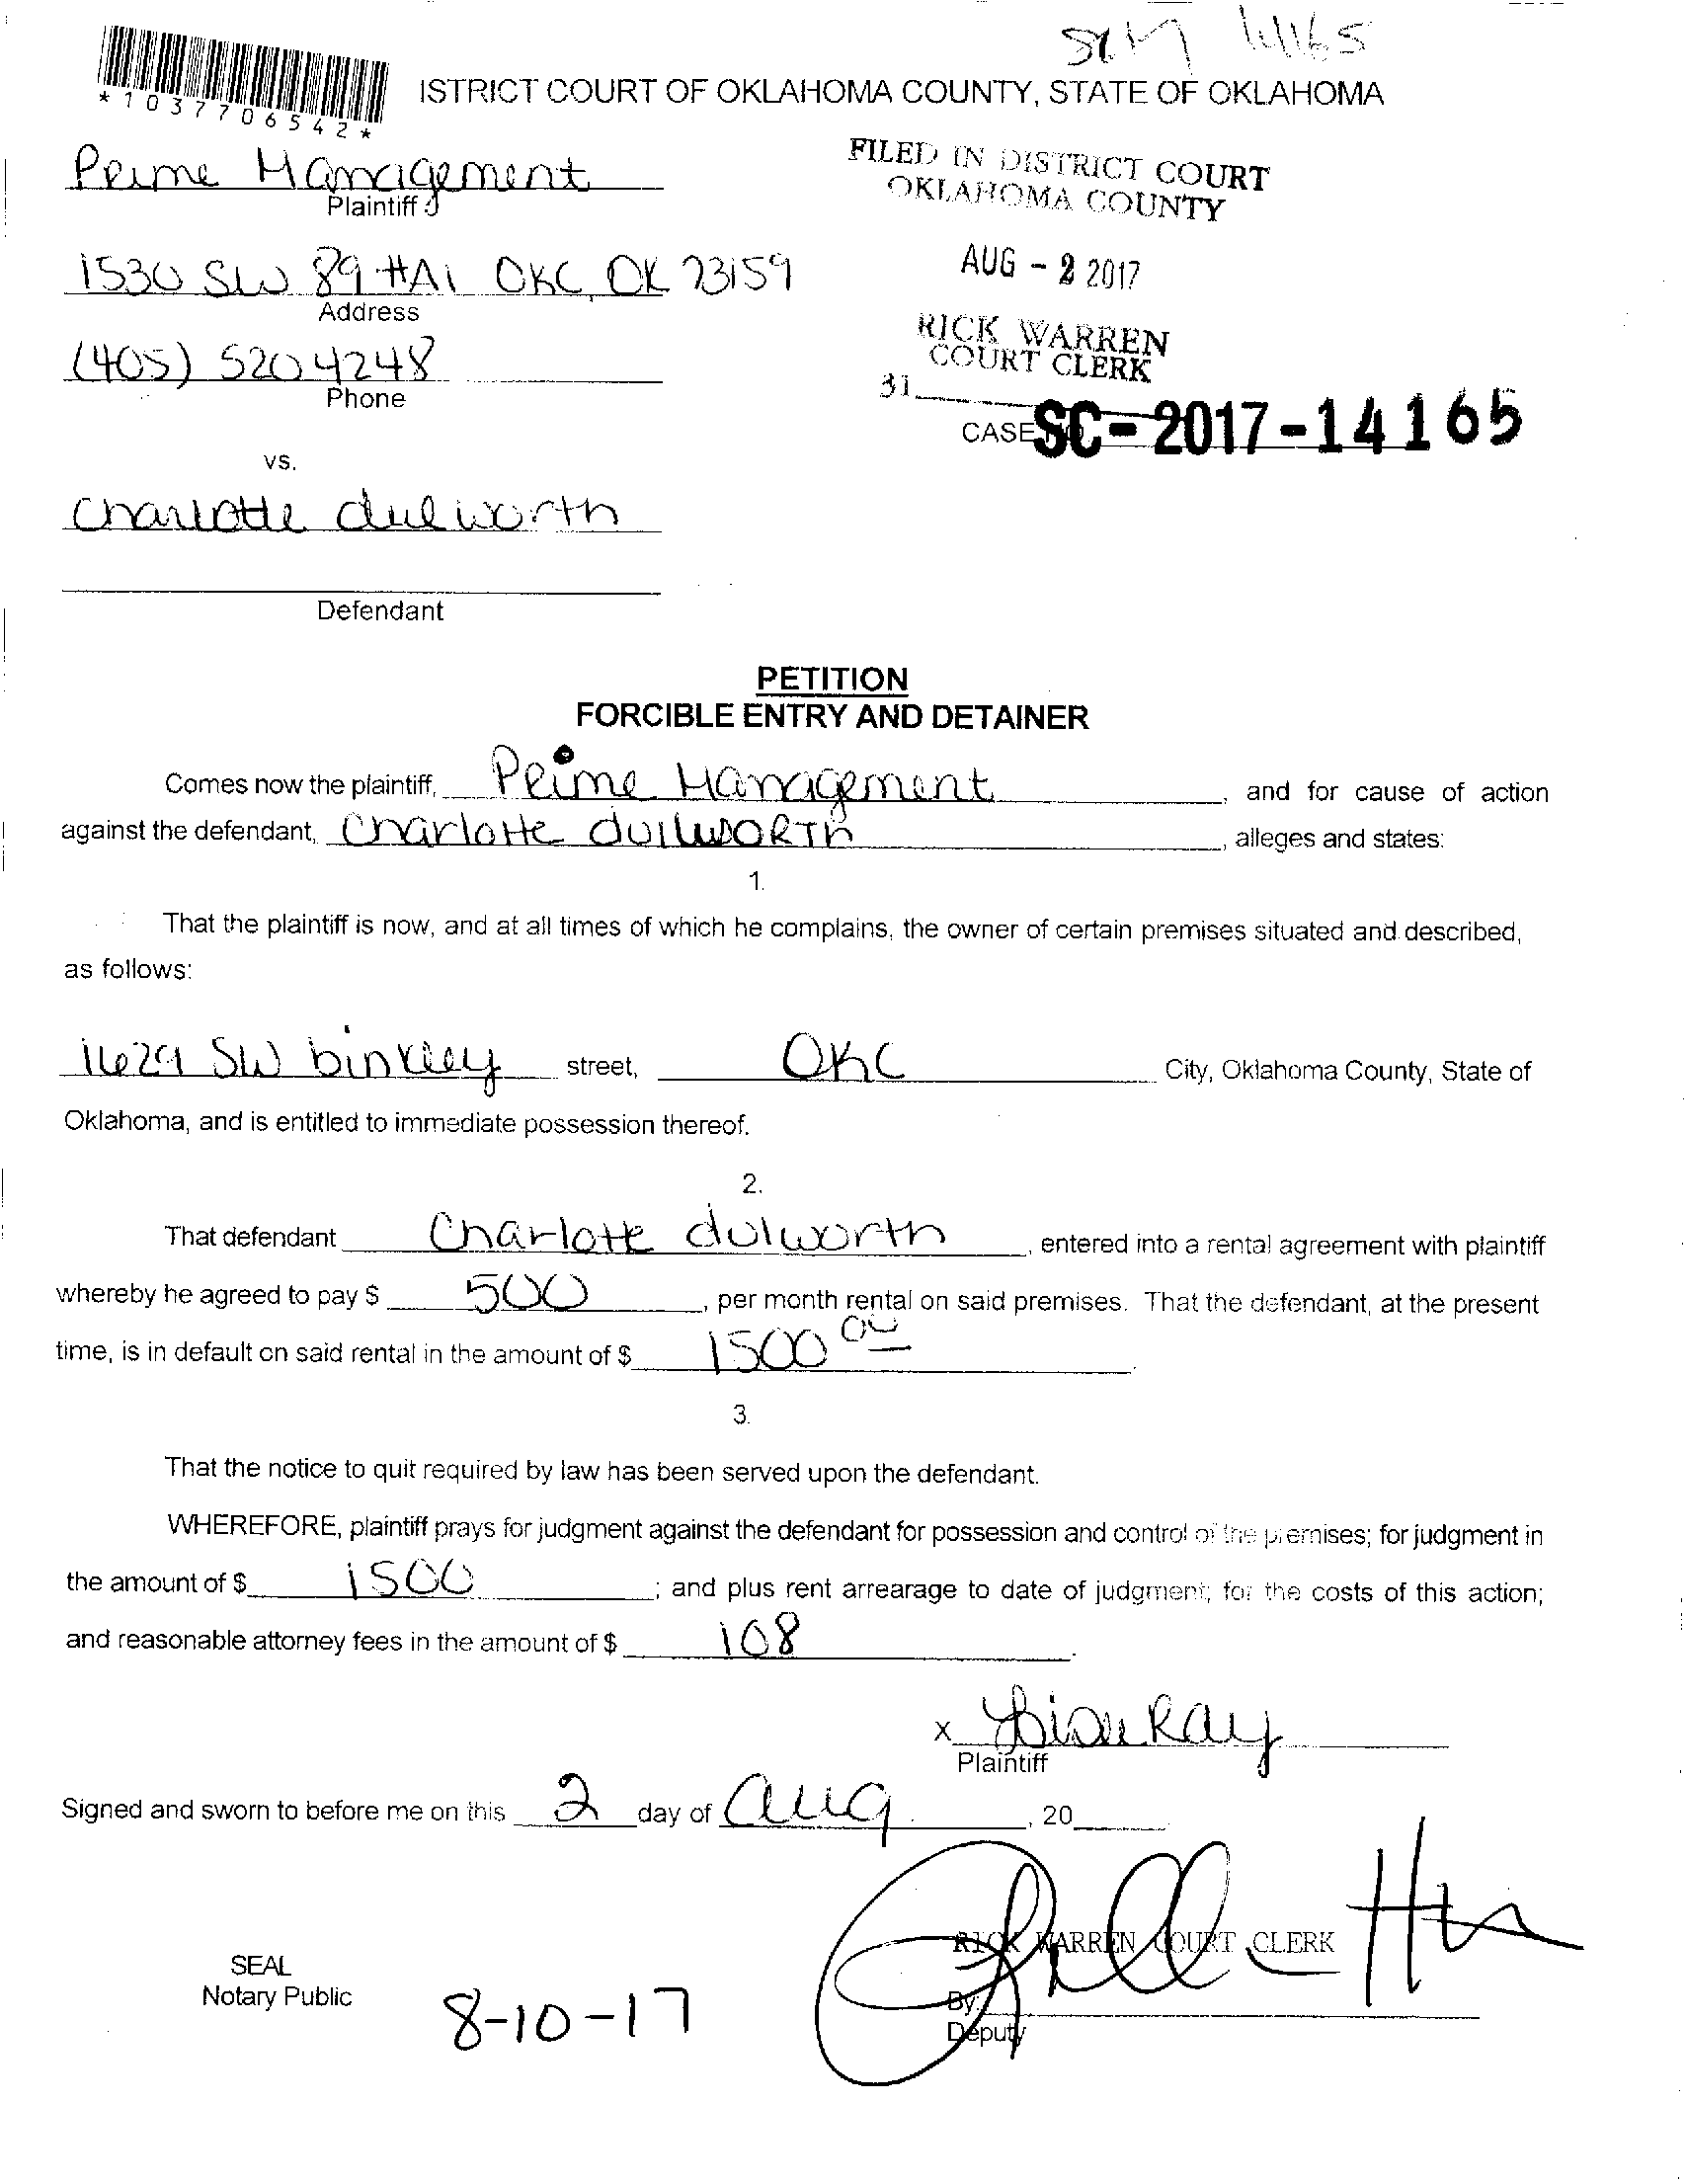 14165
*1037706542*
ISTRICT COURT OF OKLAHOMA COUNTY, STATE OF OKLAHOMA
Prime Management
Plaintiff
FILED IN DISTRICT COURT
OKLAHOMA COUNTY
1530 SW 89 #A1 OKC, OK 73159
Address
AUG - 2 2017
(405) 520 4248
Phone
RICK WARREN
COURT CLERK
31
CASE SC-2017-14165
vs.
Charlotte dulworth
Defendant
PETITION
FORCIBLE ENTRY AND DETAINER
Comes now the plaintiff, Prime Management, and for cause of action
against the defendant, Charlotte dulwORTh, alleges and states:
1.
That the plaintiff is now, and at all times of which he complains, the owner of certain premises situated and described,
as follows:
1629 SW binkley street, OKC City, Oklahoma County, State of
Oklahoma, and is entitled to immediate possession thereof.
2.
That defendant Charlotte dulworth, entered into a rental agreement with plaintiff
whereby he agreed to pay $ 500, per month rental on said premises. That the defendant, at the present
time, is in default on said rental in the amount of $ 1500 00.
3.
That the notice to quit required by law has been served upon the defendant.
WHEREFORE, plaintiff prays for judgment against the defendant for possession and control of the premises; for judgment in
the amount of $ 1500; and plus rent arrearage to date of judgment; for the costs of this action;
and reasonable attorney fees in the amount of $ 108.
x Ray
Plaintiff
Signed and sworn to before me on this 2 day of aug, 20
RICK WARREN COURT CLERK
SEAL
Notary Public
8-10-17
By:
Deputy